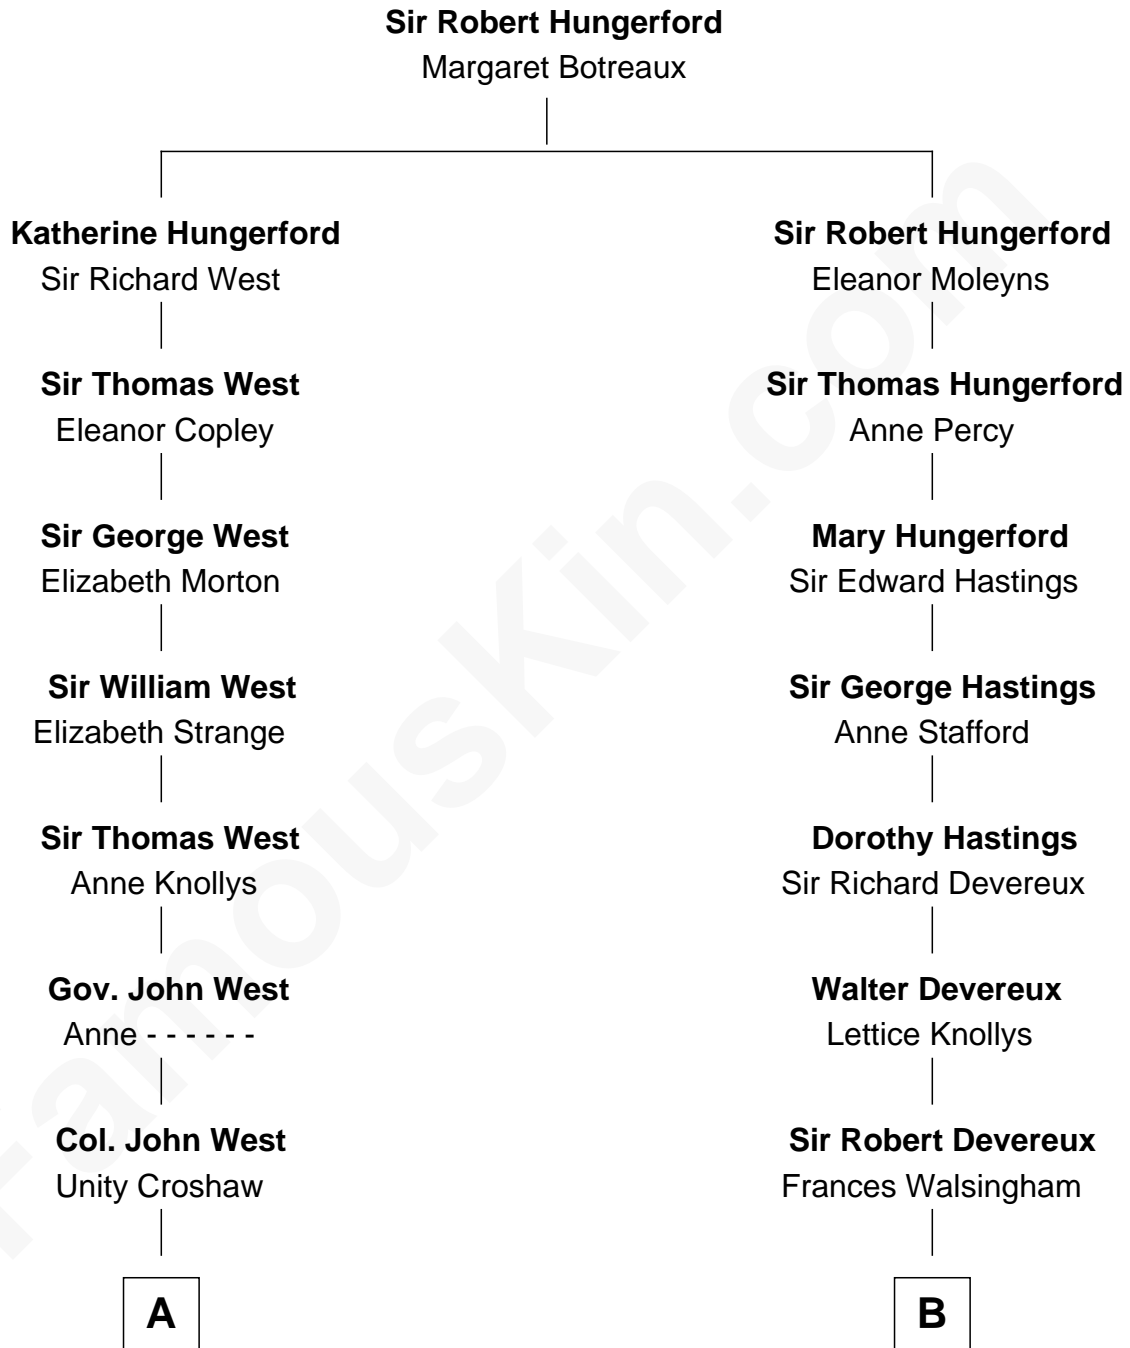 Sir Robert Hungerford
Margaret Botreaux
Katherine Hungerford
Sir Richard West
Sir Robert Hungerford
Eleanor Moleyns
Sir Thomas West
Eleanor Copley
Sir Thomas Hungerford
Anne Percy
Sir George West
Elizabeth Morton
Mary Hungerford
Sir Edward Hastings
Sir William West
Elizabeth Strange
Sir George Hastings
Anne Stafford
Sir Thomas West
Anne Knollys
Dorothy Hastings
Sir Richard Devereux
Gov. John West
Anne - - - - - -
Walter Devereux
Lettice Knollys
Col. John West
Unity Croshaw
Sir Robert Devereux
Frances Walsingham
A
B
FamousKin.com